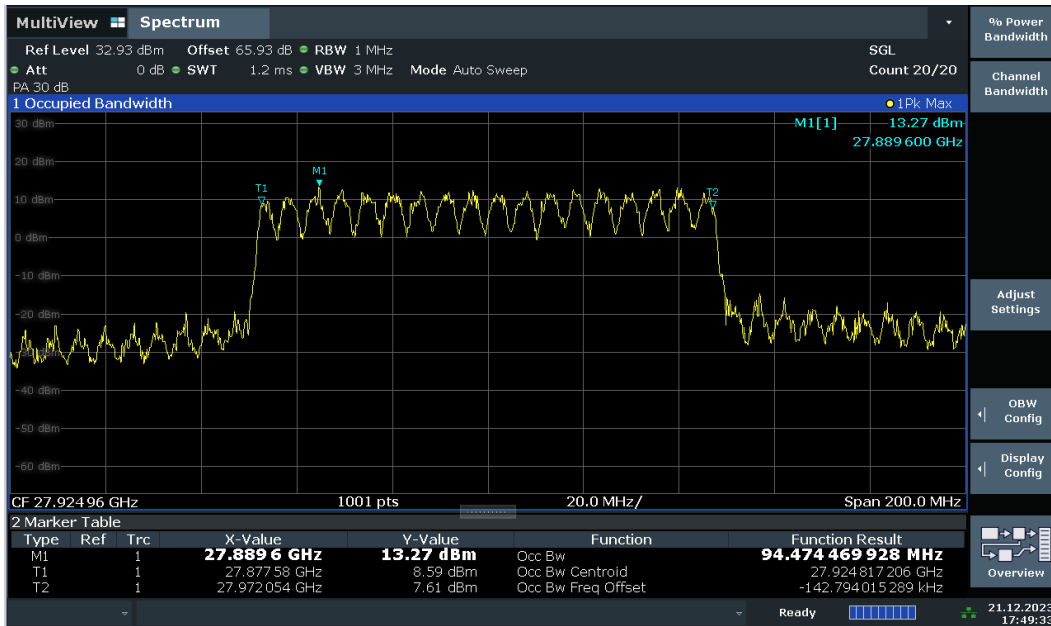 MultiView Spectrum
Ref Level 32.93 dBm Offset 65.93 dB RBW 1 MHz SGL
Att 0 dB SWT 1.2 ms VBW 3 MHz Mode Auto Sweep Count 20/20
PA 30 dB
1 Occupied Bandwidth 1Pk Max
30 dBm M1[1] 13.27 dBm
27.889 600 GHz
20 dBm
M1
T1 T2
10 dBm
0 dBm
-10 dBm
-20 dBm
-30 dBm
-40 dBm
-50 dBm
-60 dBm
CF 27.92496 GHz 1001 pts 20.0 MHz/ Span 200.0 MHz
2 Marker Table
Type Ref Trc X-Value Y-Value Function Function Result
M1 1 27.889 6 GHz 13.27 dBm Occ Bw 94.474 469 928 MHz
T1 1 27.877 58 GHz 8.59 dBm Occ Bw Centroid 27.924 817 206 GHz
T2 1 27.972 054 GHz 7.61 dBm Occ Bw Freq Offset -142.794 015 289 kHz
Ready 21.12.2023
17:49:33
% Power
Bandwidth
Channel
Bandwidth
Adjust
Settings
OBW
Config
Display
Config
Overview